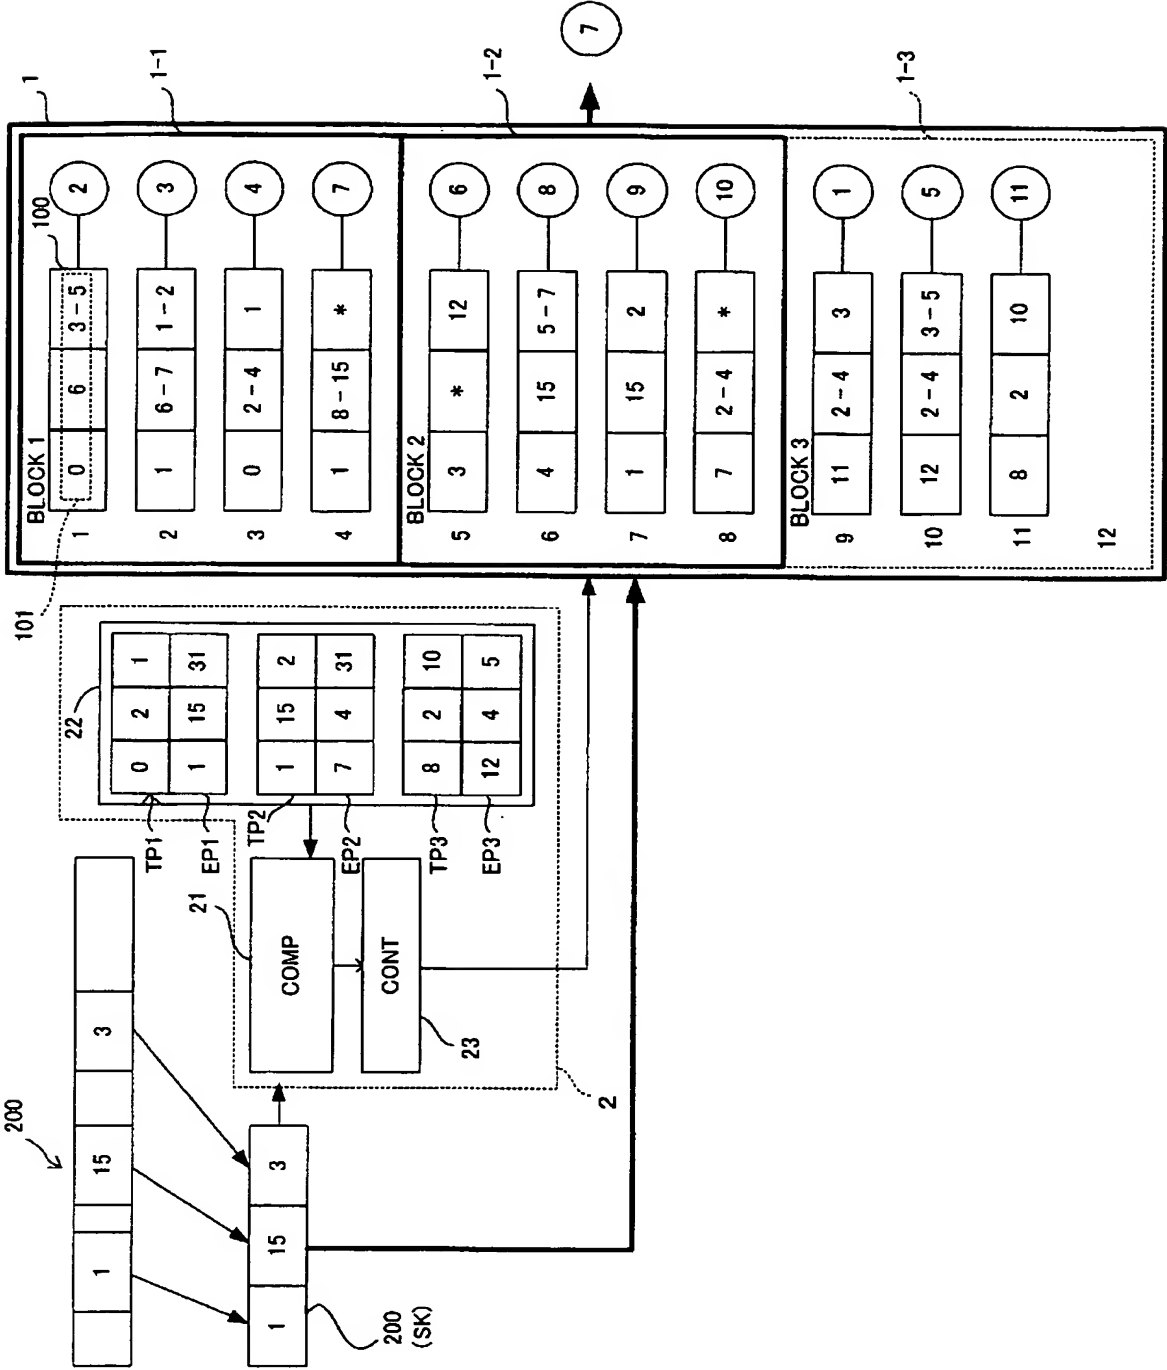 200
1 15 3
1 15 3
200
(SK)
21
COMP
CONT
23
2
22
0 2 1
1 15 31
TP1
EP1
1 15 2
7 4 31
TP2
EP2
8 2 10
12 4 5
TP3
EP3
1
101
100
BLOCK 1
1-1
1 0 6 3-5 2
2 1 6-7 1-2 3
3 0 2-4 1 4
4 1 8-15 * 7
BLOCK 2
1-2
5 3 * 12 6
6 4 15 5-7 8
7 1 15 2 9
8 7 2-4 * 10
7
BLOCK 3
1-3
9 11 2-4 3 1
10 12 2-4 3-5 5
11 8 2 10 11
12